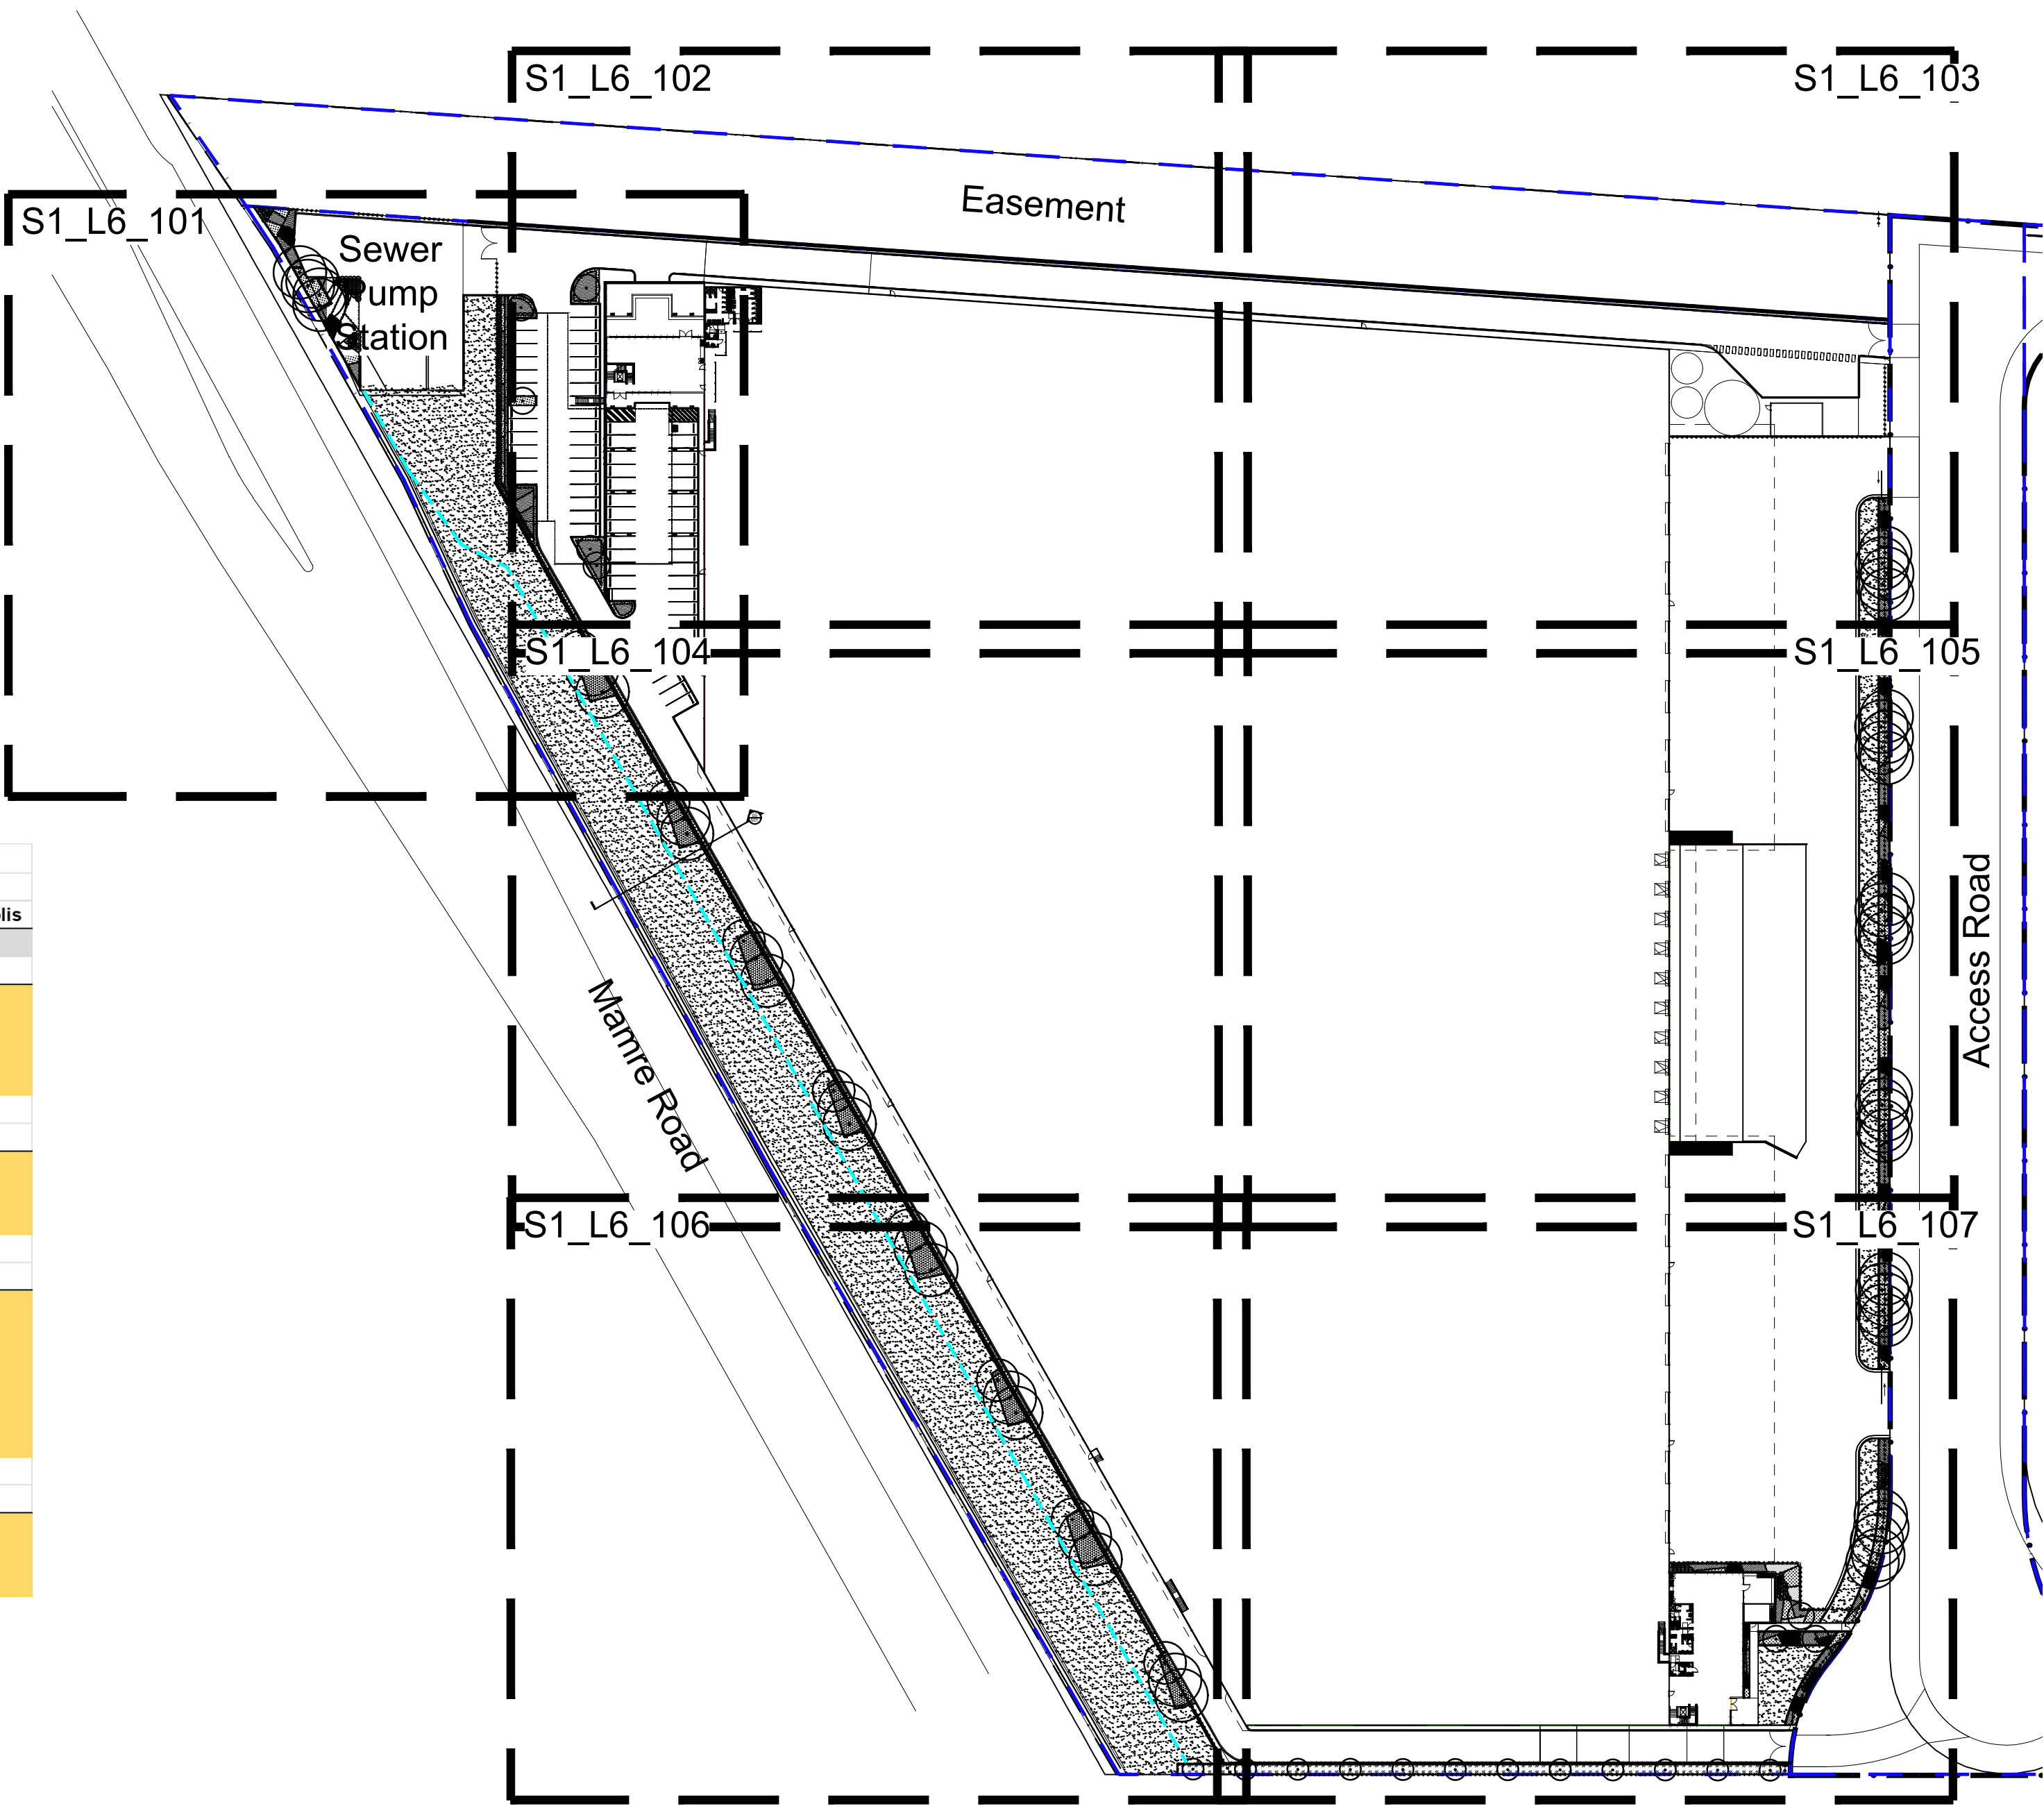 S1_L6_102
S1_L6_103
Easement
S1_L6_101
Sewer
Pump
Station
S1_L6_104
S1_L6_105
Access Road
Mamre Road
S1_L6_106
S1_L6_107